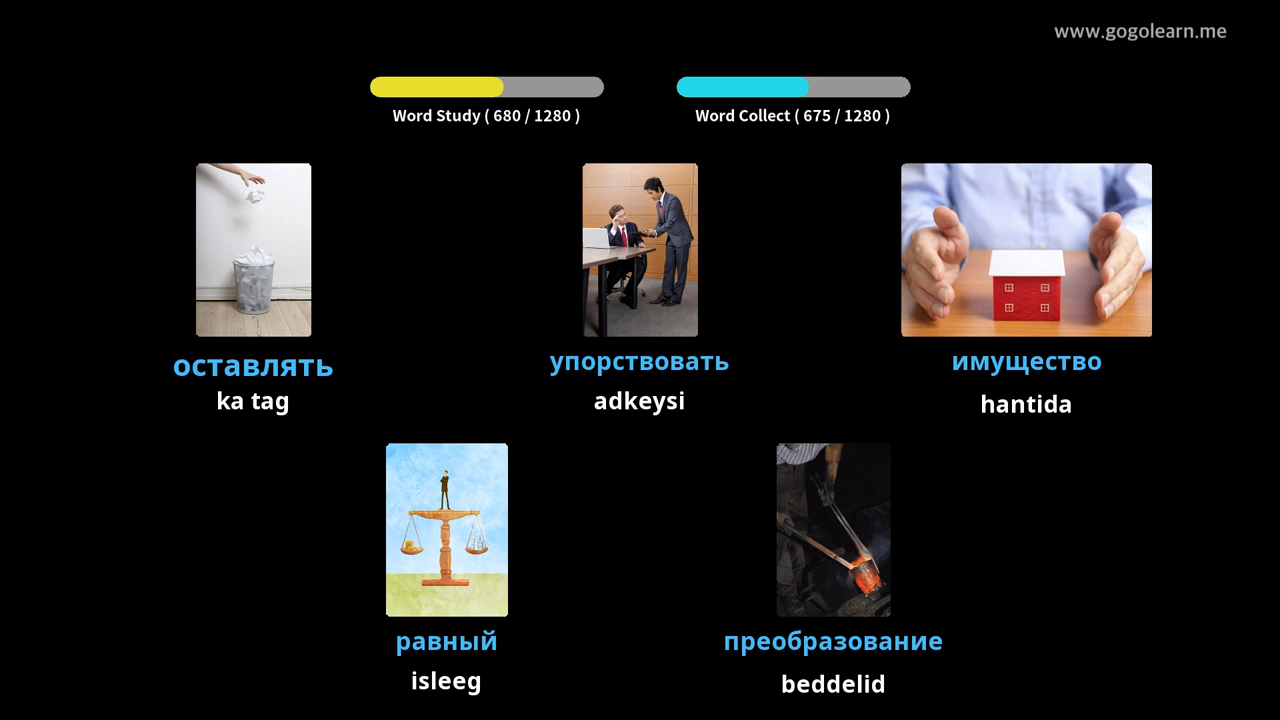 www.gogolearn.me
Word Study ( 680 / 1280 )
Word Collect ( 675 / 1280 )
оставлять
ka tag
упорствовать
adkeysi
имущество
hantida
равный
isleeg
преобразование
beddelid